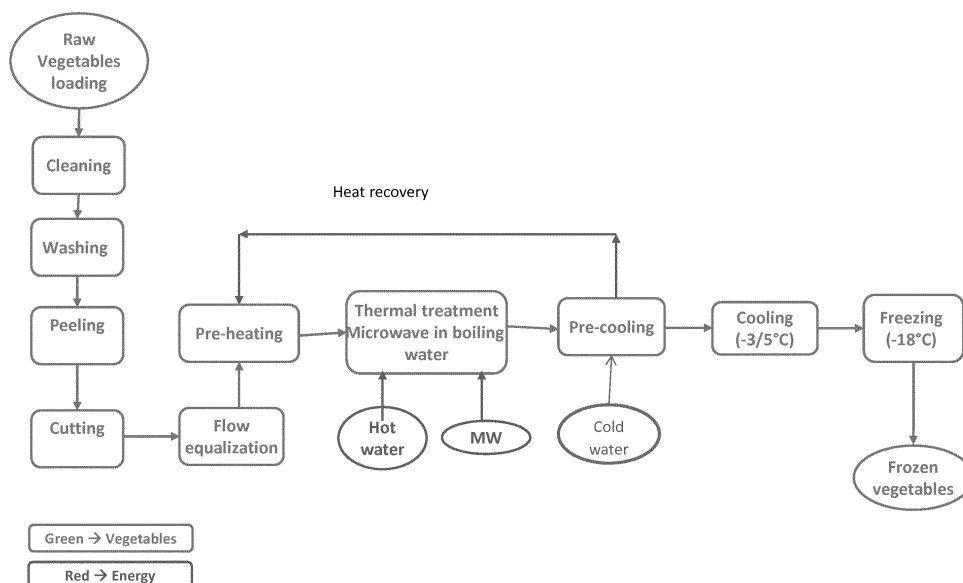 Raw
Vegetables
loading
Cleaning
Washing
Peeling
Cutting
Flow
equalization
Pre-heating
Heat recovery
Thermal treatment
Microwave in boiling
water
Hot
water
MW
Pre-cooling
Cold
water
Cooling
(-3/5°C)
Freezing
(-18°C)
Frozen
vegetables
Green → Vegetables
Red → Energy